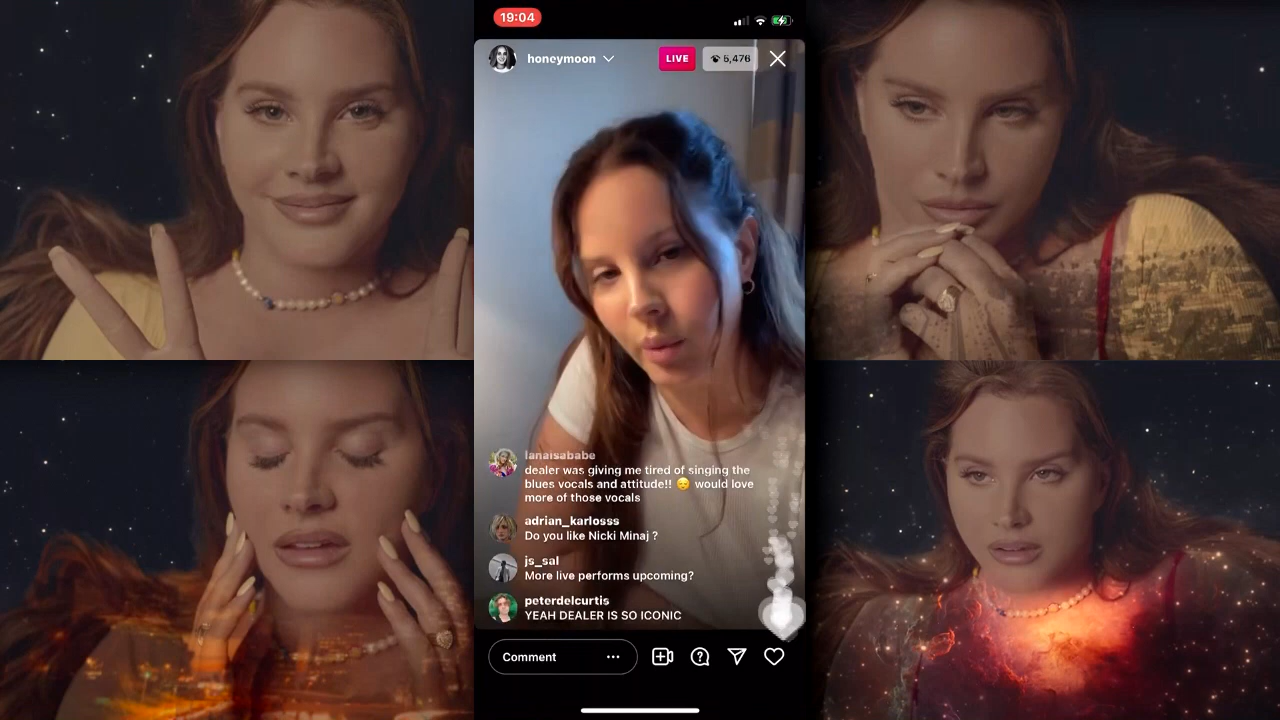 19:04
honeymoon
LIVE
5,476
lanaisababe
dealer was giving me tired of singing the
blues vocals and attitude!! 😔 would love
more of those vocals
adrian_karlosss
Do you like Nicki Minaj ?
js_sal
More live performs upcoming?
peterdelcurtis
YEAH DEALER IS SO ICONIC
Comment